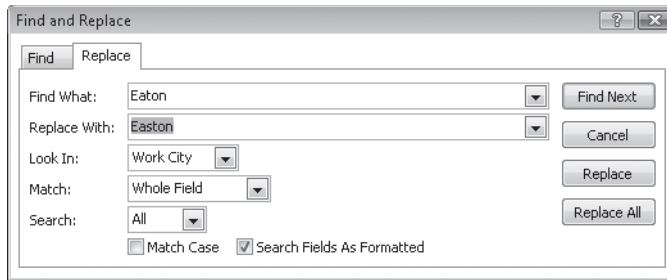 Find and Replace
Find Replace
Find What: Eaton Find Next
Replace With: Easton Cancel
Look In: Work City
Match: Whole Field Replace
Search: All Replace All
Match Case Search Fields As Formatted